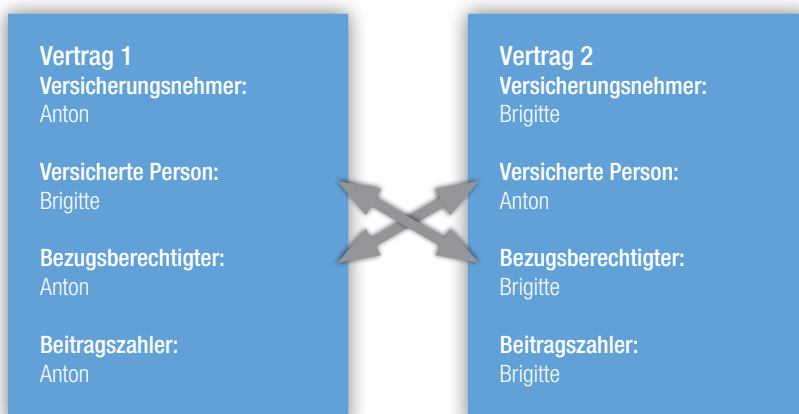 Vertrag 1
Versicherungsnehmer:
Anton
Versicherte Person:
Brigitte
Bezugsberechtigter:
Anton
Beitragszahler:
Anton
Vertrag 2
Versicherungsnehmer:
Brigitte
Versicherte Person:
Anton
Bezugsberechtigter:
Brigitte
Beitragszahler:
Brigitte